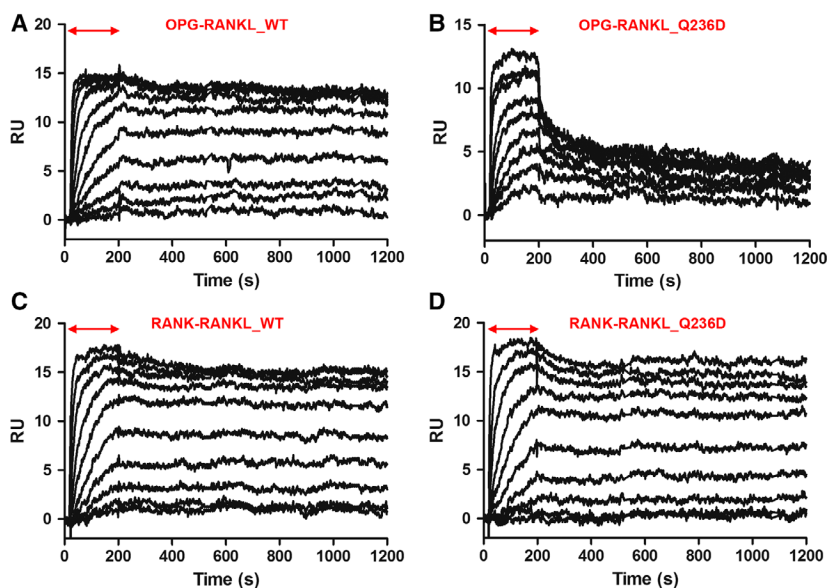 A
OPG-RANKL_WT
20
15
10
5
0
RU
0 200 400 600 800 1000 1200
Time (s)
B
OPG-RANKL_Q236D
15
10
5
0
RU
0 200 400 600 800 1000 1200
Time (s)
C
RANK-RANKL_WT
20
15
10
5
0
RU
0 200 400 600 800 1000 1200
Time (s)
D
RANK-RANKL_Q236D
20
15
10
5
0
RU
0 200 400 600 800 1000 1200
Time (s)